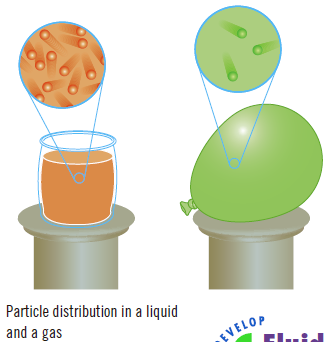 Particle distribution in a liquid
and a gas
DEVELOP
Fluid